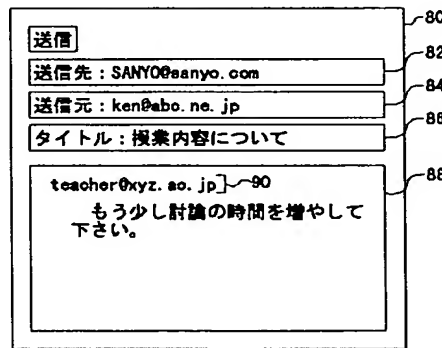 80
送信
82
送信先：SANYO@sanyo.com
84
送信元：ken@abc.ne.jp
86
タイトル：授業内容について
88
teacher@xyz.ac.jp
90
もう少し討論の時間を増やして
下さい。